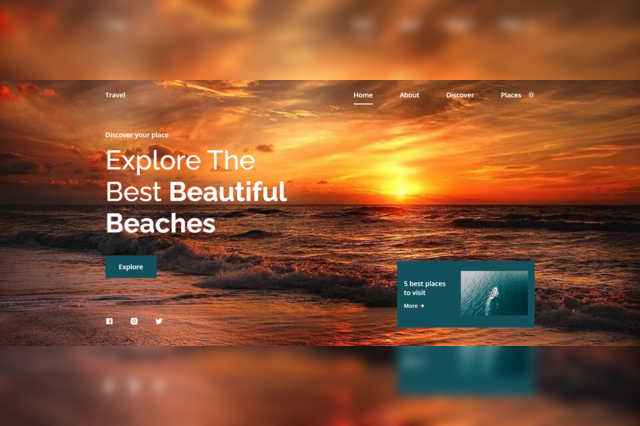 Travel
Home About Discover Places
Discover your place
Explore The
Best Beautiful
Beaches
Explore
5 best places
to visit
More →